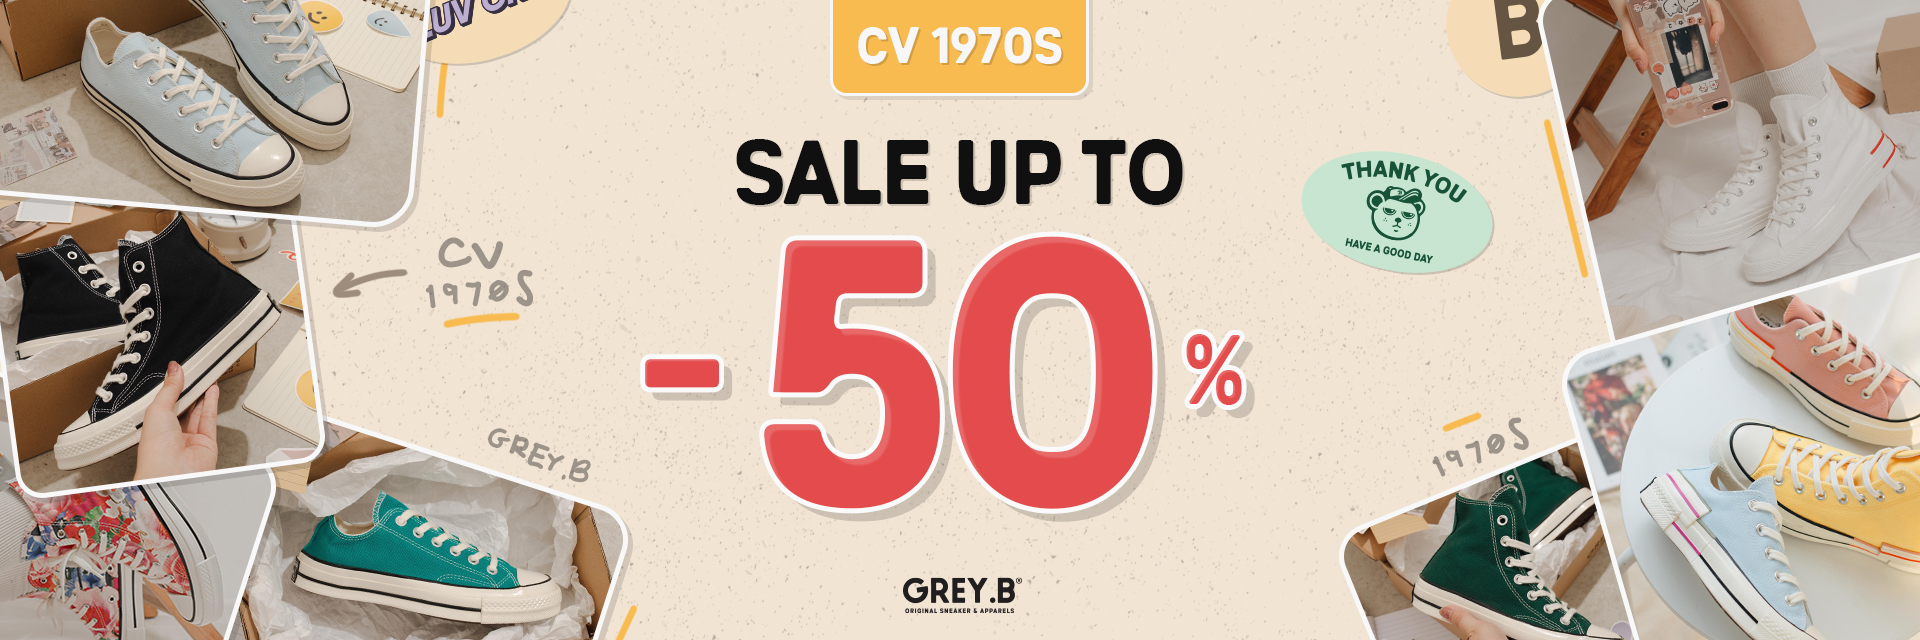 CV 1970S
SALE UP TO
-50%
CV
1970S
GREY.B
B
THANK YOU
HAVE A GOOD DAY
1970S
GREY.B®
ORIGINAL SNEAKER & APPARELS